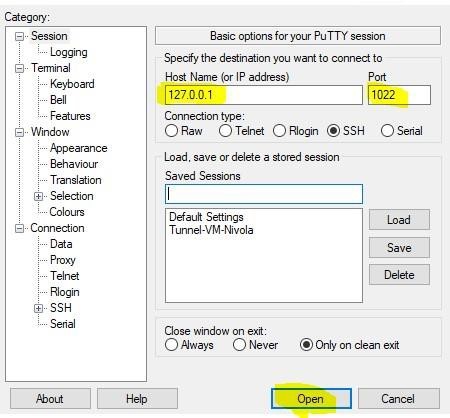 Category:
Session
Logging
Terminal
Keyboard
Bell
Features
Window
Appearance
Behaviour
Translation
Selection
Colours
Connection
Data
Proxy
Telnet
Rlogin
SSH
Serial
Basic options for your PuTTY session
Specify the destination you want to connect to
Host Name (or IP address) Port
127.0.0.1 1022
Connection type:
Raw Telnet Rlogin SSH Serial
Load, save or delete a stored session
Saved Sessions
Default Settings
Tunnel-VM-Nivola
Load
Save
Delete
Close window on exit:
Always Never Only on clean exit
About Help Open Cancel